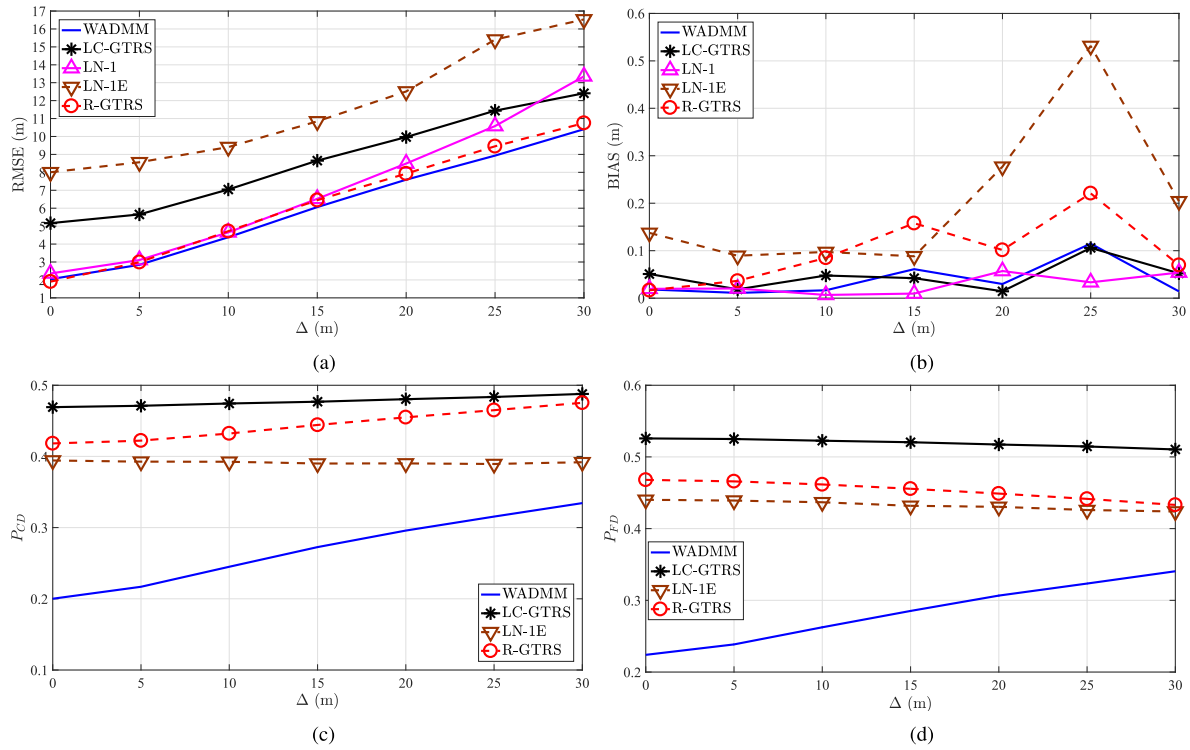 17
16
15
14
13
12
11
10
9
8
7
6
5
4
3
2
1
RMSE (m)
WADMM
LC-GTRS
LN-1
LN-1E
R-GTRS
0 5 10 15 20 25 30
Δ (m)
(a)
0.6
0.5
0.4
0.3
0.2
0.1
0
BIAS (m)
WADMM
LC-GTRS
LN-1
LN-1E
R-GTRS
0 5 10 15 20 25 30
Δ (m)
(b)
0.5
0.4
0.3
0.2
0.1
P_CD
WADMM
LC-GTRS
LN-1E
R-GTRS
0 5 10 15 20 25 30
Δ (m)
(c)
0.6
0.5
0.4
0.3
0.2
P_FD
WADMM
LC-GTRS
LN-1E
R-GTRS
0 5 10 15 20 25 30
Δ (m)
(d)